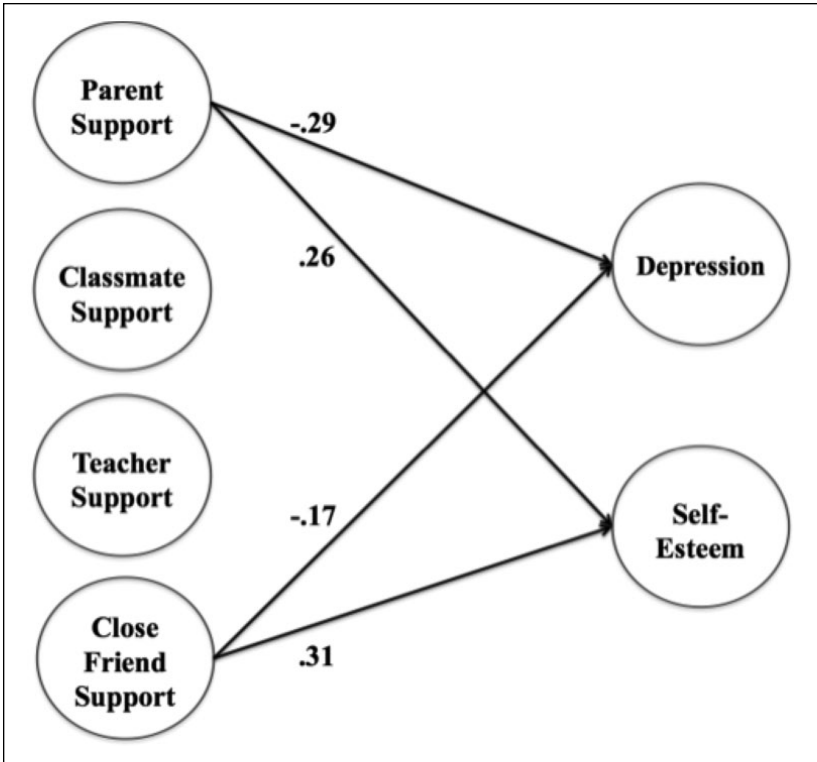 Parent
Support
-.29
.26
Classmate
Support
Depression
Teacher
Support
-.17
Self-
Esteem
Close
Friend
Support
.31